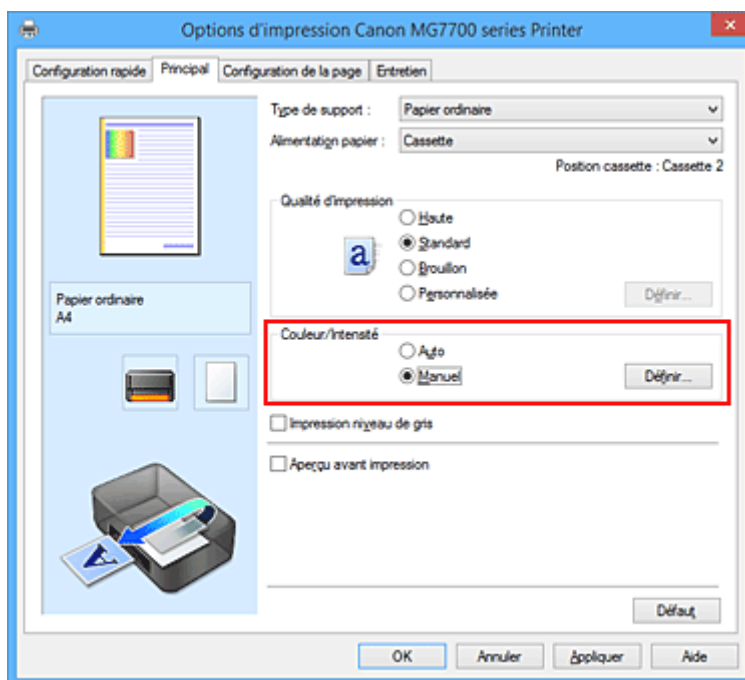 Options d'impression Canon MG7700 series Printer
Configuration rapide Principal Configuration de la page Entretien
Type de support : Papier ordinaire
Alimentation papier : Cassette
Position cassette : Cassette 2
Qualité d'impression
Haute
a Standard
Brouillon
Personnalisée Définir...
Papier ordinaire
A4
Couleur/Intensité
Auto
Manuel Définir...
Impression niveau de gris
Aperçu avant impression
A
Défaut
OK Annuler Appliquer Aide